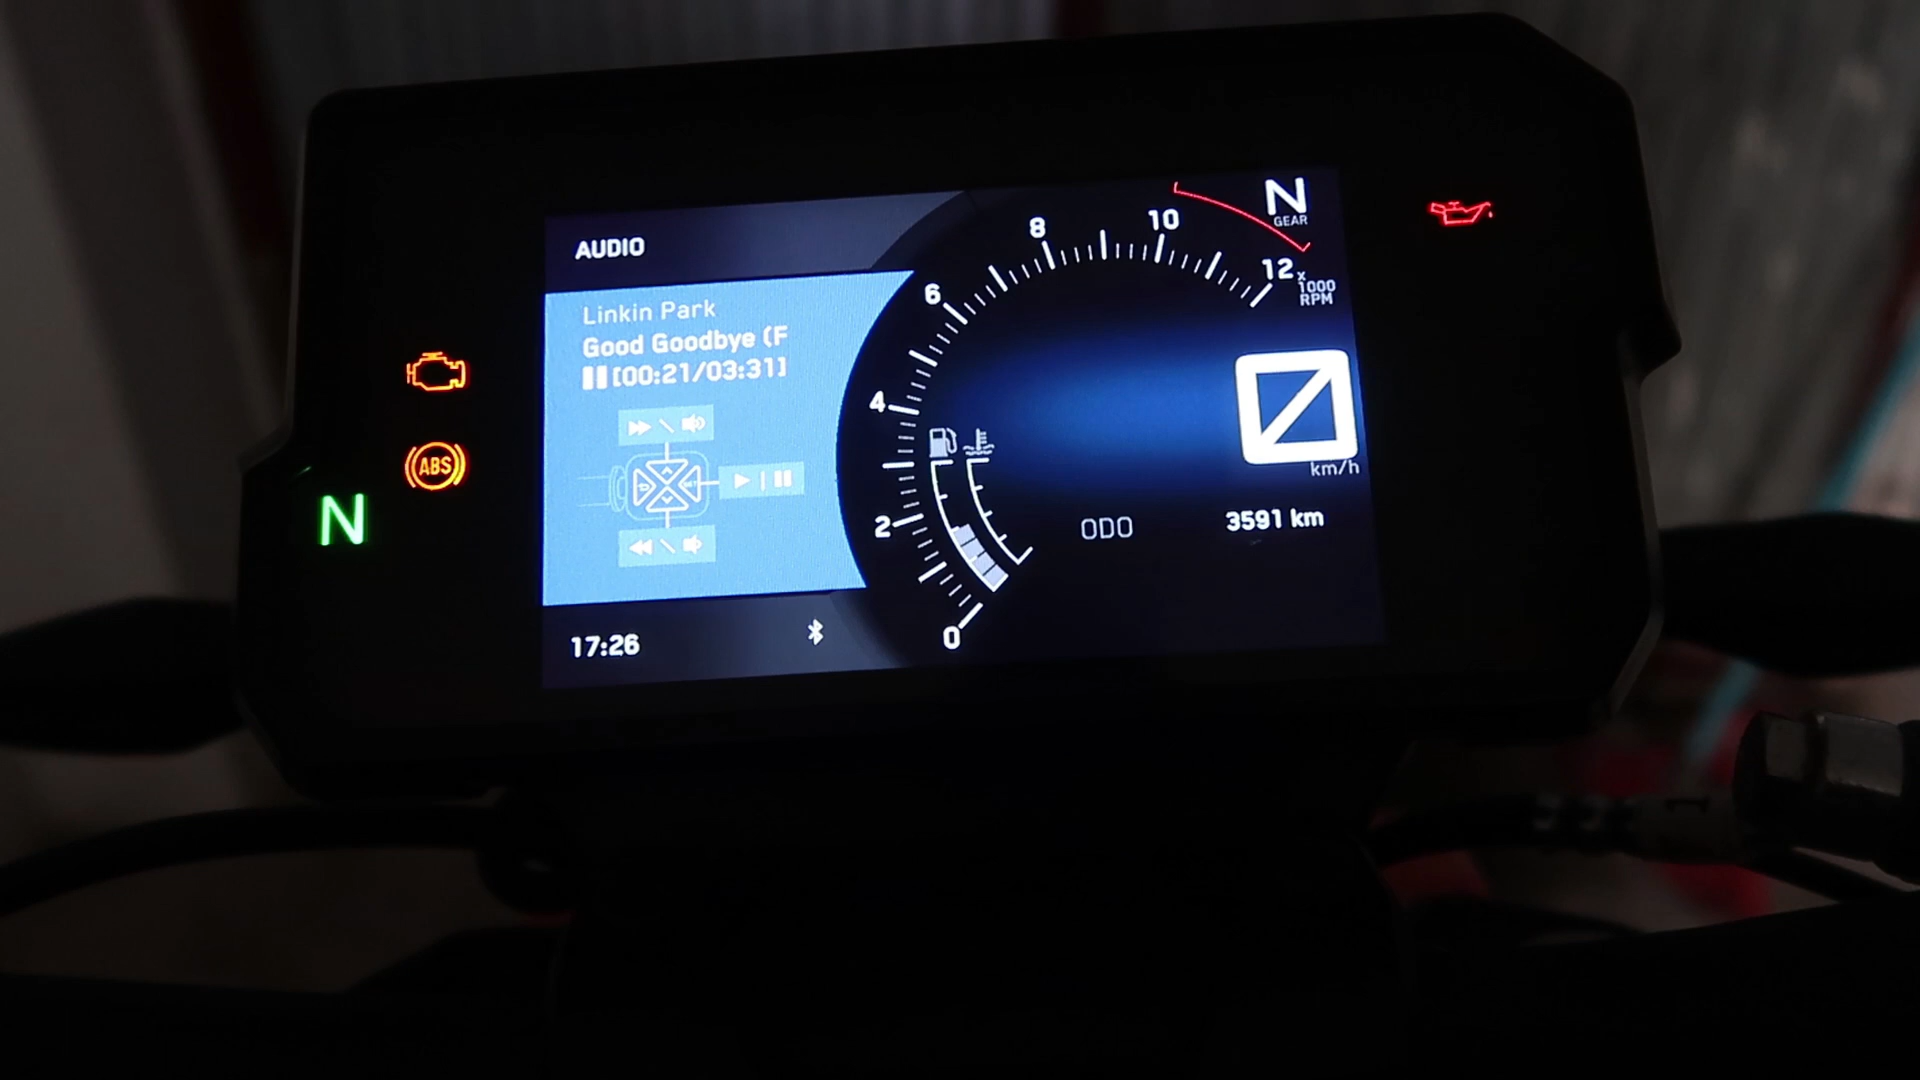 AUDIO
Linkin Park
Good Goodbye (F
[00:21/03:31]
17:26
N
ABS
0
2
4
6
8
10
12
x
1000
RPM
N
GEAR
0
km/h
ODO
3591 km